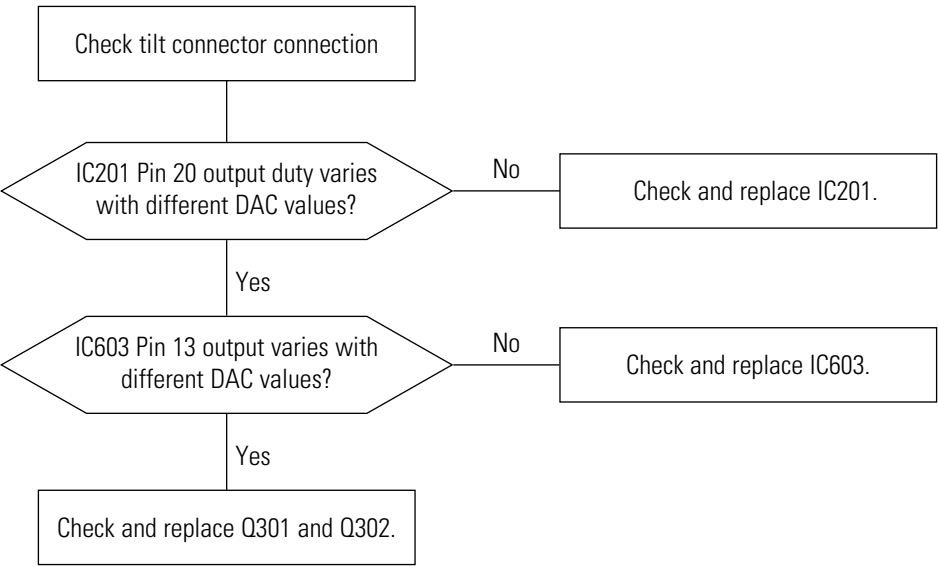 Check tilt connector connection
IC201 Pin 20 output duty varies
with different DAC values?
No
Check and replace IC201.
Yes
IC603 Pin 13 output varies with
different DAC values?
No
Check and replace IC603.
Yes
Check and replace Q301 and Q302.